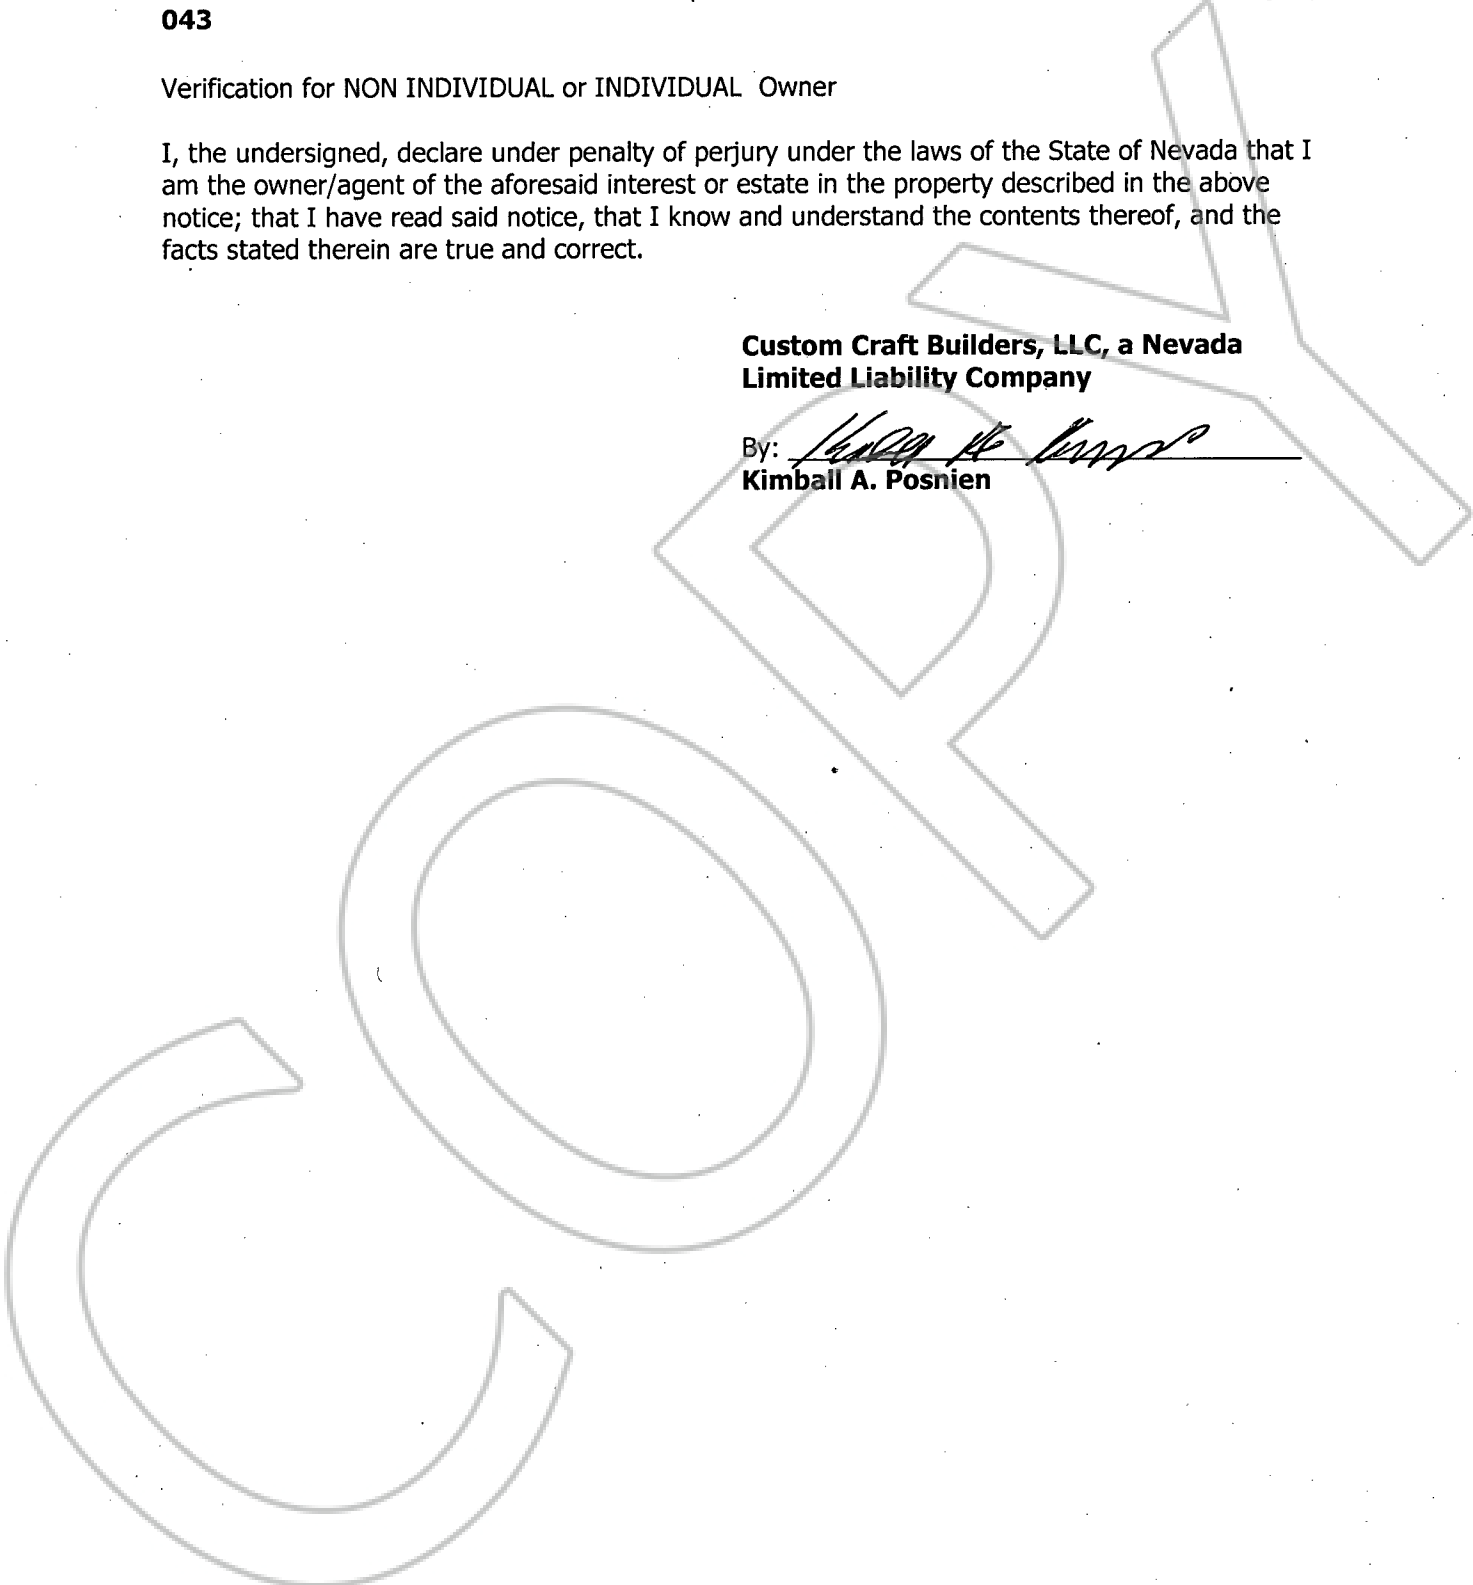 043
Verification for NON INDIVIDUAL or INDIVIDUAL Owner
I, the undersigned, declare under penalty of perjury under the laws of the State of Nevada that I
am the owner/agent of the aforesaid interest or estate in the property described in the above
notice; that I have read said notice, that I know and understand the contents thereof, and the
facts stated therein are true and correct.
Custom Craft Builders, LLC, a Nevada
Limited Liability Company
By:
Kimball A. Posnien
COPY